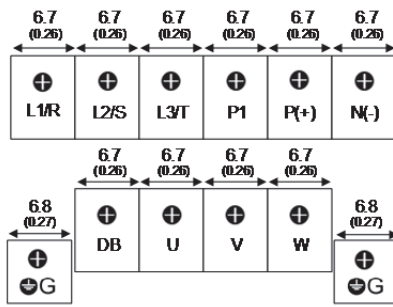 6.7 6.7 6.7 6.7 6.7 6.7
(0.26) (0.26) (0.26) (0.26) (0.26) (0.26)
L1/R L2/S L3/T P1 P(+) N(-)
6.7 6.7 6.7 6.7
(0.26) (0.26) (0.26) (0.26)
6.8 6.8
(0.27) (0.27)
DB U V W
G G